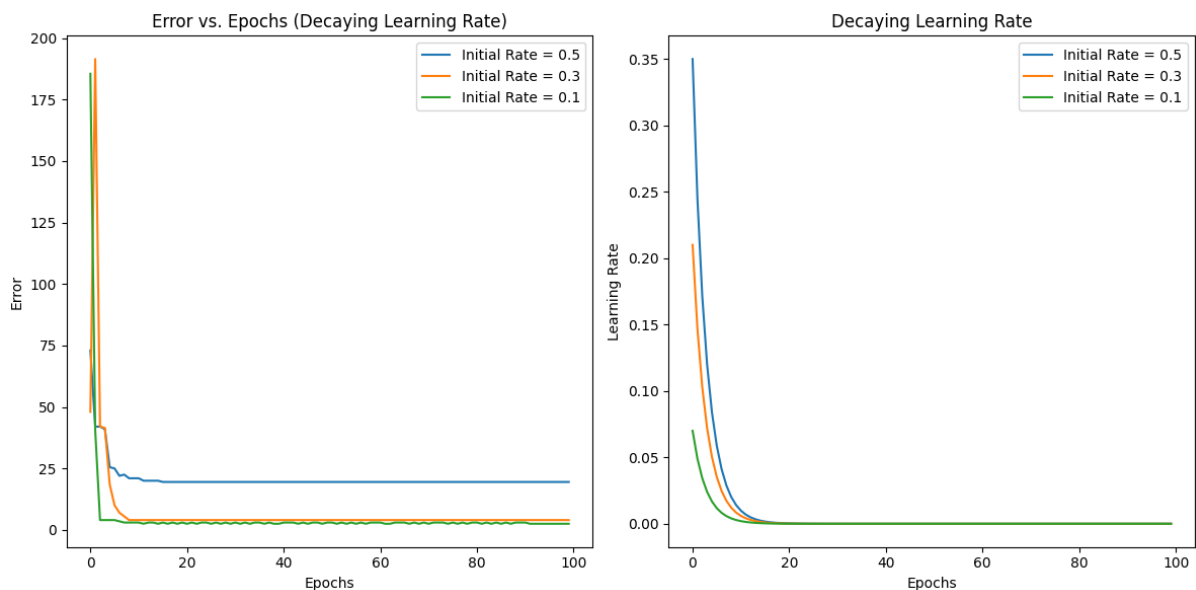 Error vs. Epochs (Decaying Learning Rate)
200
175
150
125
100
75
50
25
0
Error
Initial Rate = 0.5
Initial Rate = 0.3
Initial Rate = 0.1
0 20 40 60 80 100
Epochs
Decaying Learning Rate
0.35
0.30
0.25
0.20
0.15
0.10
0.05
0.00
Learning Rate
Initial Rate = 0.5
Initial Rate = 0.3
Initial Rate = 0.1
0 20 40 60 80 100
Epochs